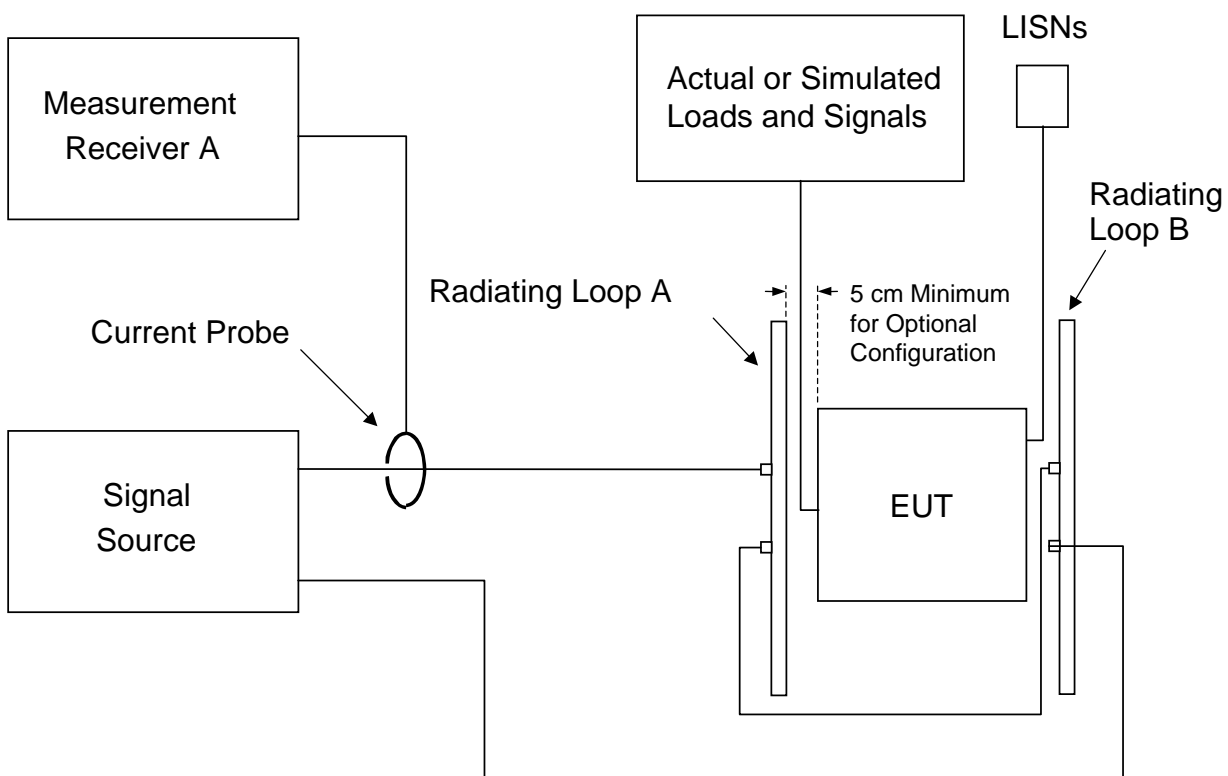 LISNs
Measurement
Receiver A
Actual or Simulated
Loads and Signals
Radiating
Loop B
Radiating Loop A
5 cm Minimum
for Optional
Configuration
Current Probe
Signal
Source
EUT